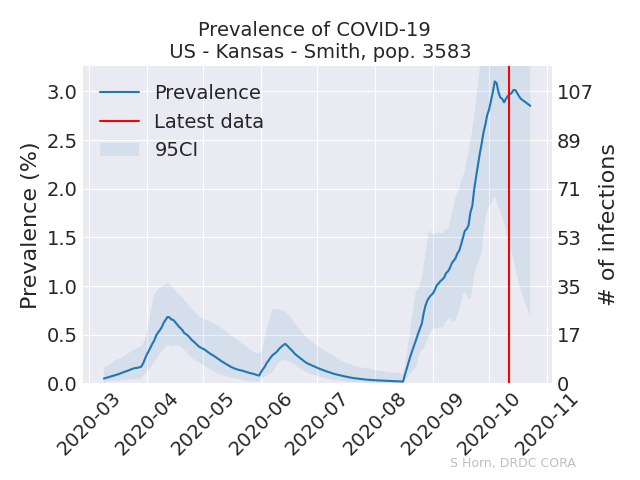 Prevalence of COVID-19
US - Kansas - Smith, pop. 3583
Prevalence
Latest data
95CI
Prevalence (%)
3.0
2.5
2.0
1.5
1.0
0.5
0.0
107
89
71
53
35
17
0
# of infections
2020-03
2020-04
2020-05
2020-06
2020-07
2020-08
2020-09
2020-10
2020-11
S Horn, DRDC CORA